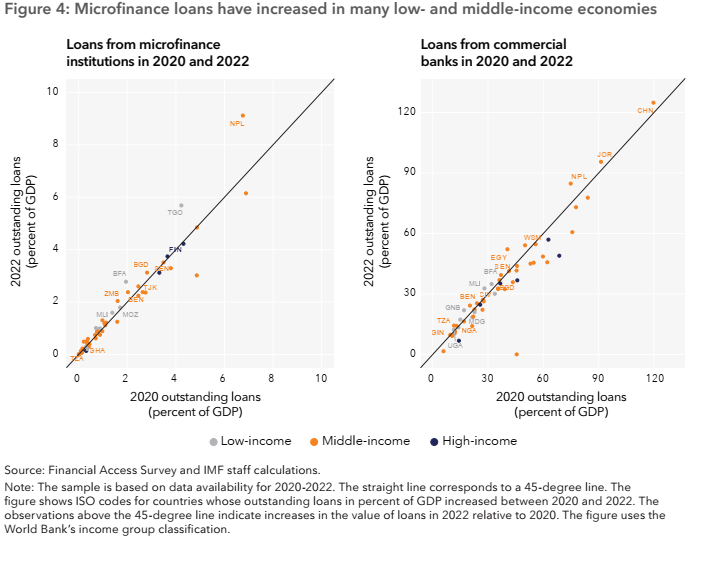 Figure 4: Microfinance loans have increased in many low- and middle-income economies
Loans from microfinance
institutions in 2020 and 2022
10
8
6
4
2
0
2022 outstanding loans
(percent of GDP)
NPL
TGO
FIN
BGD
BFA
TJK
ZMB
BEN
MLI
MOZ
GHA
TZA
0
2
4
6
8
10
2020 outstanding loans
(percent of GDP)
Loans from commercial
banks in 2020 and 2022
120
90
60
30
0
2022 outstanding loans
(percent of GDP)
CHN
JOR
NPL
WSM
EGY
SEN
BFA
MLI
BEN
GNB
TZA
MDG
GIN
NGA
UGA
0
30
60
90
120
2020 outstanding loans
(percent of GDP)
Low-income
Middle-income
High-income
Source: Financial Access Survey and IMF staff calculations.
Note: The sample is based on data availability for 2020-2022. The straight line corresponds to a 45-degree line. The
figure shows ISO codes for countries whose outstanding loans in percent of GDP increased between 2020 and 2022. The
observations above the 45-degree line indicate increases in the value of loans in 2022 relative to 2020. The figure uses the
World Bank's income group classification.